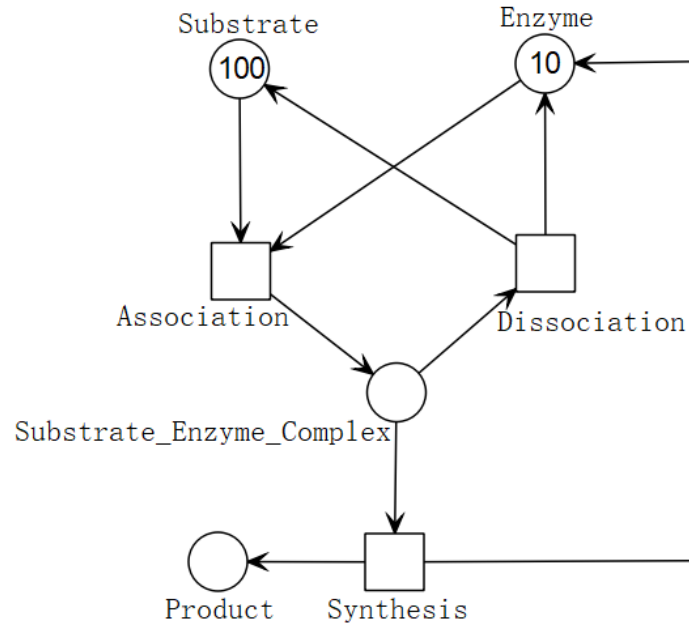 Substrate
Enzyme
100
10
Association
Dissociation
Substrate_Enzyme_Complex
Product
Synthesis